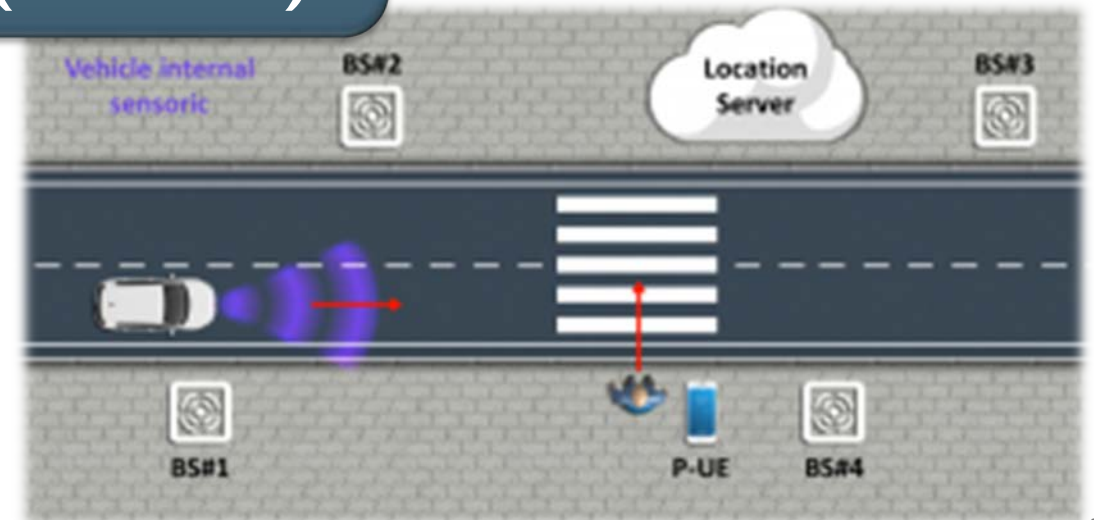 Vehicle internal
sensoric
BS#2
Location
Server
BS#3
BS#1
P-UE
BS#4